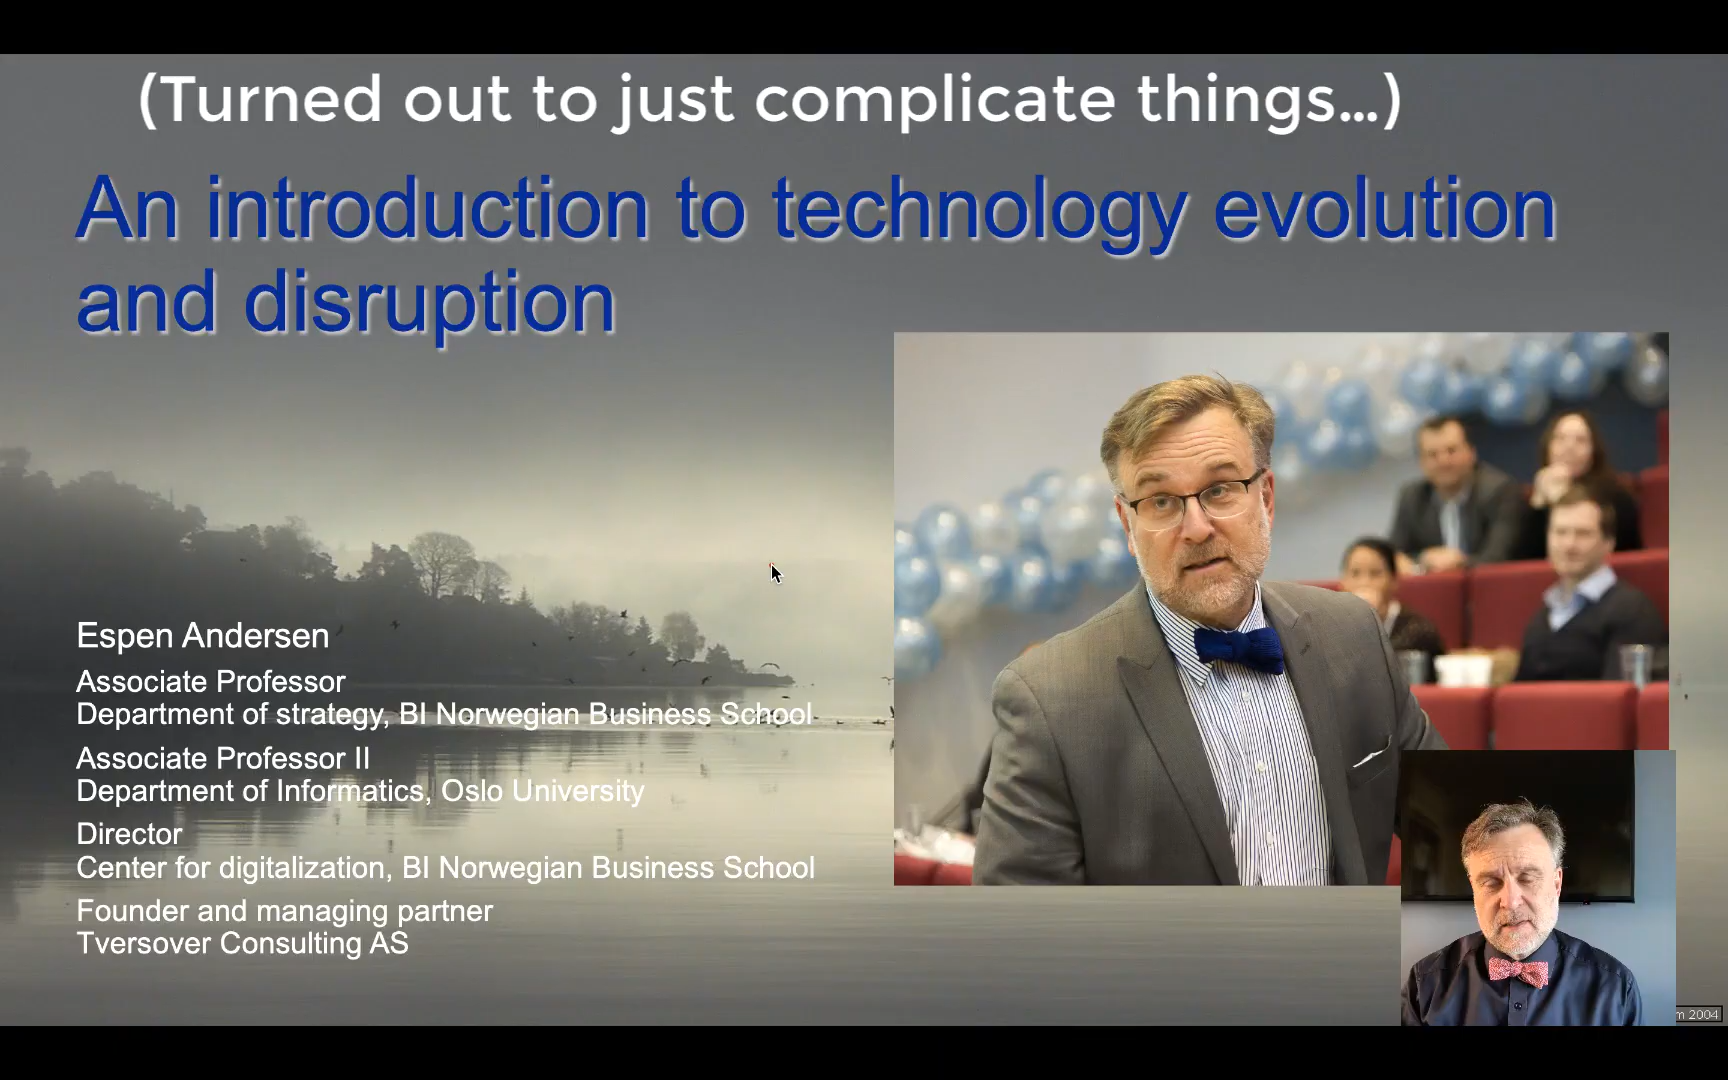 (Turned out to just complicate things...)
An introduction to technology evolution
and disruption
Espen Andersen
Associate Professor
Department of strategy, BI Norwegian Business School
Associate Professor II
Department of Informatics, Oslo University
Director
Center for digitalization, BI Norwegian Business School
Founder and managing partner
Tversover Consulting AS
2004